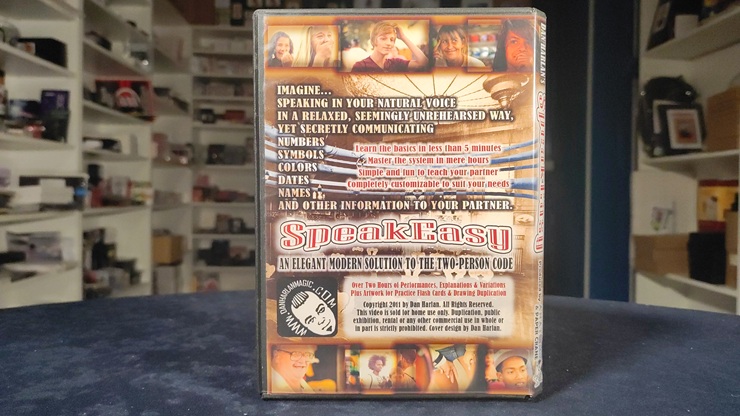 IMAGINE...
SPEAKING IN YOUR NATURAL VOICE
IN A RELAXED, SEEMINGLY UNREHEARSED WAY,
YET SECRETLY COMMUNICATING
NUMBERS
SYMBOLS
COLORS
DATES
NAMES
AND OTHER INFORMATION TO YOUR PARTNER.
Learn the basics in less than 5 minutes
Master the system in mere hours
Simple and fun to teach your partner
Completely customizable to suit your needs
SpeakEasy
AN ELEGANT MODERN SOLUTION TO THE TWO-PERSON CODE
WWW.DANHARLANMAGIC.COM
Over Two Hours of Performances, Explanations & Variations
Plus Artwork for Practice Flash Cards & Drawing Duplication
Copyright 2011 by Dan Harlan. All Rights Reserved.
This video is sold for home use only. Duplication, public
exhibition, rental or any other commercial use in whole or
in part is strictly prohibited. Cover design by Dan Harlan.
DAN HARLAN'S
SpeakEasy